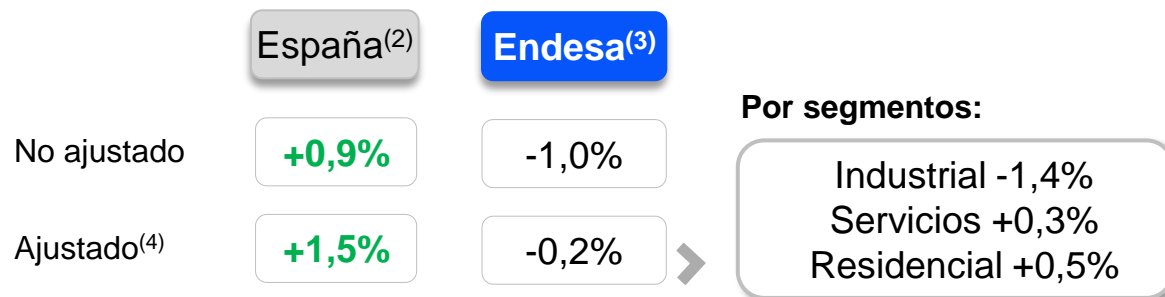 España(2) Endesa(3)
Por segmentos:
No ajustado +0,9% -1,0%
Industrial -1,4%
Servicios +0,3%
Ajustado(4) +1,5% -0,2%
Residencial +0,5%